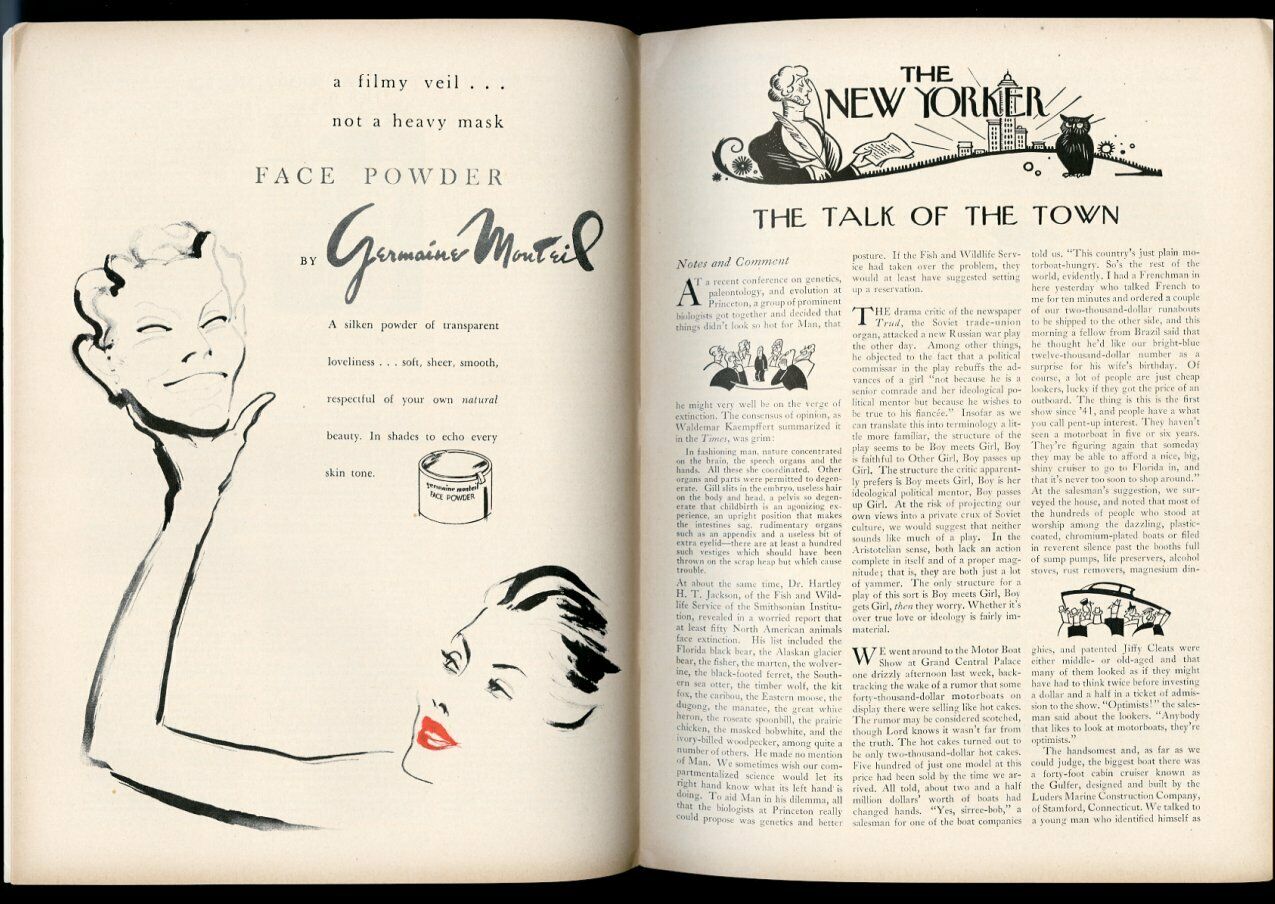 a filmy veil . . .
not a heavy mask
FACE POWDER
BY Germaine Monteil
A silken powder of transparent
loveliness . . . soft, sheer, smooth,
respectful of your own natural
beauty. In shades to echo every
skin tone.
germaine monteil
FACE POWDER
THE
NEW YORKER
THE TALK OF THE TOWN
Notes and Comment
AT a recent conference on genetics,
paleontology, and evolution at
Princeton, a group of prominent
biologists got together and decided that
things didn't look so hot for Man, that
he might very well be on the verge of
extinction. The consensus of opinion, as
Waldemar Kaempffert summarized it
in the Times, was grim:
In fashioning man, nature concentrated
on the brain, the speech organs and the
hands. All these she coordinated. Other
organs and parts were permitted to degen-
erate. Gill slits in the embryo, useless hair
on the body and head, a pelvis so degen-
erate that childbirth is an agonizing ex-
perience, an upright position that makes
the intestines sag, rudimentary organs
such as an appendix and a useless bit of
extra eyelid—there are at least a hundred
such vestiges which should have been
thrown on the scrap heap but which cause
trouble.
At about the same time, Dr. Hartley
H. T. Jackson, of the Fish and Wild-
life Service of the Smithsonian Institu-
tion, revealed in a worried report that
at least fifty North American animals
face extinction. His list included the
Florida black bear, the Alaskan glacier
bear, the fisher, the marten, the wolver-
ine, the black-footed ferret, the South-
ern sea otter, the timber wolf, the kit
fox, the caribou, the Eastern moose, the
dugong, the manatee, the great white
heron, the roseate spoonbill, the prairie
chicken, the masked bobwhite, and the
ivory-billed woodpecker, among quite a
number of others. He made no mention
of Man. We sometimes wish our com-
partmentalized science would let its
right hand know what its left hand is
doing. To aid Man in his dilemma, all
that the biologists at Princeton really
could propose was genetics and better
posture. If the Fish and Wildlife Serv-
ice had taken over the problem, they
would at least have suggested setting
up a reservation.
THE drama critic of the newspaper
Trud, the Soviet trade-union
organ, attacked a new Russian war play
the other day. Among other things,
he objected to the fact that a political
commissar in the play rebuffs the ad-
vances of a girl "not because he is a
senior comrade and her ideological po-
litical mentor but because he wishes to
be true to his fiancée." Insofar as we
can translate this into terminology a lit-
tle more familiar, the structure of the
play seems to be Boy meets Girl, Boy
is faithful to Other Girl, Boy passes up
Girl. The structure the critic apparent-
ly prefers is Boy meets Girl, Boy is her
ideological political mentor, Boy passes
up Girl. At the risk of projecting our
own views into a private crux of Soviet
culture, we would suggest that neither
sounds like much of a play. In the
Aristotelian sense, both lack an action
complete in itself and of a proper mag-
nitude; that is, they are both just a lot
of yammer. The only structure for a
play of this sort is Boy meets Girl, Boy
gets Girl, then they worry. Whether it's
over true love or ideology is fairly im-
material.
WE went around to the Motor Boat
Show at Grand Central Palace
one drizzly afternoon last week, back-
tracking the wake of a rumor that some
forty-thousand-dollar motorboats on
display there were selling like hot cakes.
The rumor may be considered scotched,
though Lord knows it wasn't far from
the truth. The hot cakes turned out to
be only two-thousand-dollar hot cakes.
Five hundred of just one model at this
price had been sold by the time we ar-
rived. All told, about two and a half
million dollars' worth of boats had
changed hands. "Yes, sirree-bob," a
salesman for one of the boat companies
told us. "This country's just plain mo-
torboat-hungry. So's the rest of the
world, evidently. I had a Frenchman in
here yesterday who talked French to
me for ten minutes and ordered a couple
of our two-thousand-dollar runabouts
to be shipped to the other side, and this
morning a fellow from Brazil said that
he thought he'd like our bright-blue
twelve-thousand-dollar number as a
surprise for his wife's birthday. Of
course, a lot of people are just cheap
lookers, lucky if they got the price of an
outboard. The thing is this is the first
show since '41, and people have a what
you call pent-up interest. They haven't
seen a motorboat in five or six years.
They're figuring again that someday
they may be able to afford a nice, big,
shiny cruiser to go to Florida in, and
that it's never too soon to shop around."
At the salesman's suggestion, we sur-
veyed the house, and noted that most of
the hundreds of people who stood at
worship among the dazzling, plastic-
coated, chromium-plated boats or filed
in reverent silence past the booths full
of sump pumps, life preservers, alcohol
stoves, rust removers, magnesium din-
ghies, and patented Jiffy Cleats were
either middle- or old-aged and that
many of them looked as if they might
have had to think twice before investing
a dollar and a half in a ticket of admis-
sion to the show. "Optimists!" the sales-
man said about the lookers. "Anybody
that likes to look at motorboats, they're
optimists."
The handsomest and, as far as we
could judge, the biggest boat there was
a forty-foot cabin cruiser known as
the Gulfer, designed and built by the
Luders Marine Construction Company,
of Stamford, Connecticut. We talked to
a young man who identified himself as